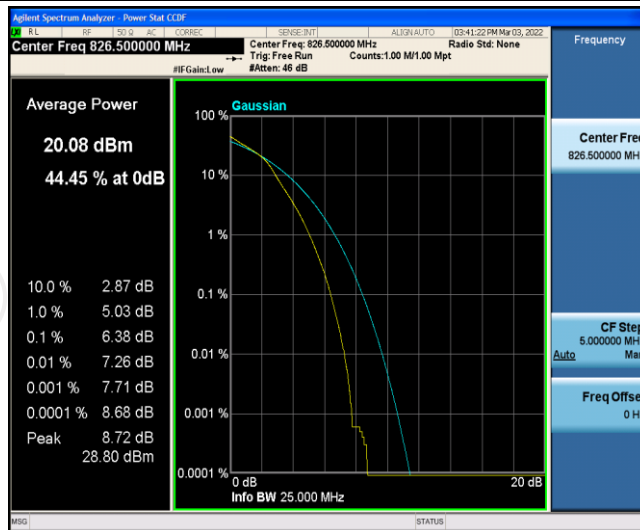 Agilent Spectrum Analyzer - Power Stat CCDF
RL RF 50 Ω AC CORREC SENSE:INT ALIGN AUTO 03:41:22 PM Mar 03, 2022
Center Freq 826.500000 MHz
Center Freq: 826.500000 MHz Radio Std: None
Trig: Free Run Counts:1.00 M/1.00 Mpt
#IFGain:Low #Atten: 46 dB
Frequency
Average Power
20.08 dBm
44.45 % at 0dB
10.0 % 2.87 dB
1.0 % 5.03 dB
0.1 % 6.38 dB
0.01 % 7.26 dB
0.001 % 7.71 dB
0.0001 % 8.68 dB
Peak 8.72 dB
28.80 dBm
Gaussian
100 %
10 %
1 %
0.1 %
0.01 %
0.001 %
0.0001 %
0 dB 20 dB
Info BW 25.000 MHz
Center Fre
826.500000 MH
CF Step
5.000000 MH
Auto Ma
Freq Offse
0 H
MSG STATUS